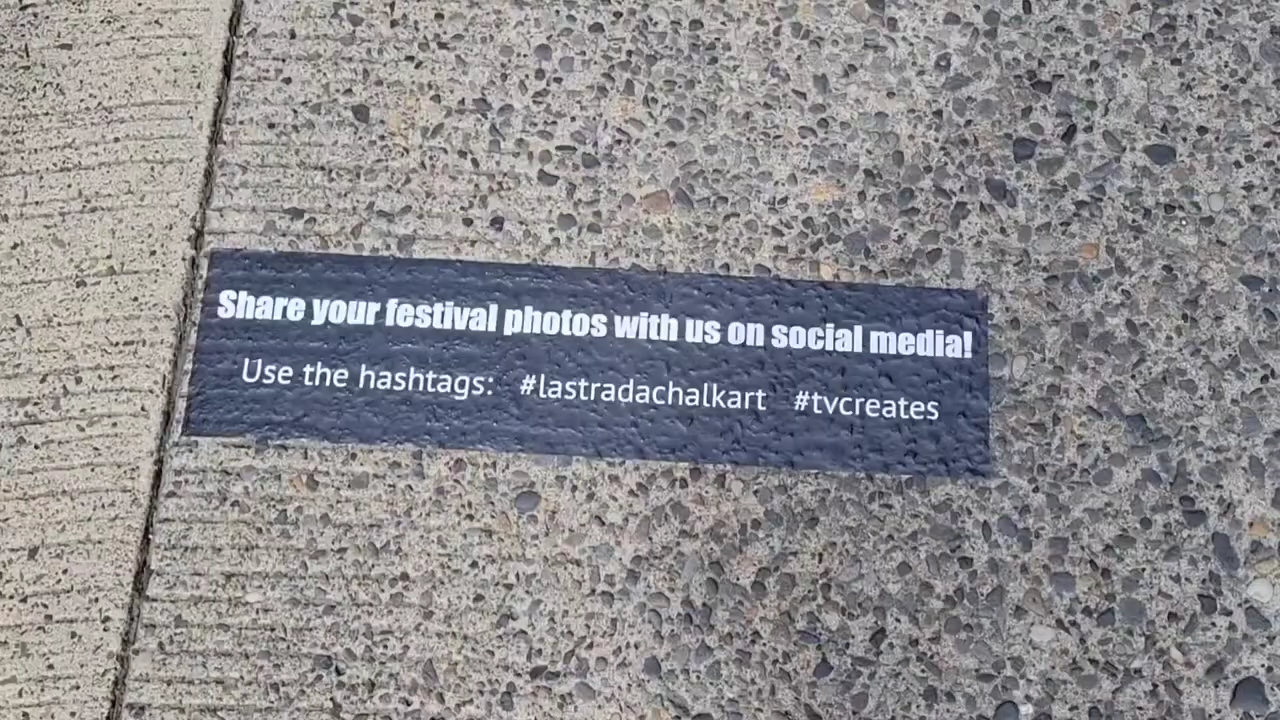 Share your festival photos with us on social media!
Use the hashtags: #lastradachalkart #tvcreates